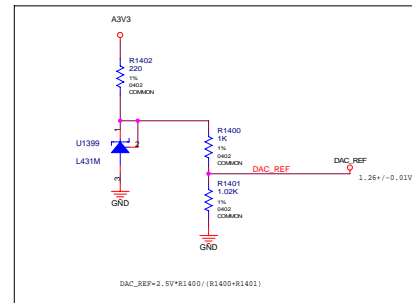 A3V3
R1402
220
1%
0402
COMMON
1
2
U1399
L431M
3
GND
R1400
1K
1%
0402
COMMON
DAC_REF
DAC_REF
1.26+/-0.01V
R1401
1.02K
1%
0402
COMMON
GND
DAC_REF=2.5V*R1400/(R1400+R1401)